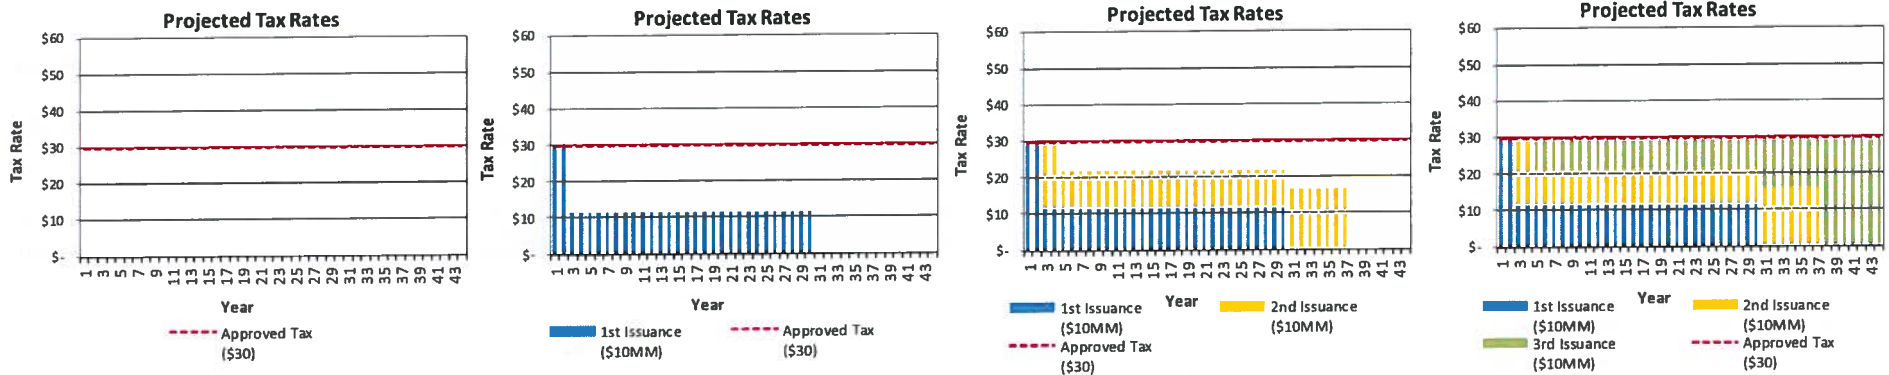 Projected Tax Rates
$60
$50
$40
$30
$20
$10
$-
Tax Rate
1 3 5 7 9 11 13 15 17 19 21 23 25 27 29 31 33 35 37 39 41 43
Year
Approved Tax
($30)
Projected Tax Rates
$60
$50
$40
$30
$20
$10
$-
Tax Rate
1 3 5 7 9 11 13 15 17 19 21 23 25 27 29 31 33 35 37 39 41 43
Year
1st Issuance
($10MM)
Approved Tax
($30)
Projected Tax Rates
$60
$50
$40
$30
$20
$10
$-
Tax Rate
1 3 5 7 9 11 13 15 17 19 21 23 25 27 29 31 33 35 37 39 41 43
Year
1st Issuance
($10MM)
2nd Issuance
($10MM)
Approved Tax
($30)
Projected Tax Rates
$60
$50
$40
$30
$20
$10
$-
Tax Rate
1 3 5 7 9 11 13 15 17 19 21 23 25 27 29 31 33 35 37 39 41 43
Year
1st Issuance
($10MM)
2nd Issuance
($10MM)
3rd Issuance
($10MM)
Approved Tax
($30)